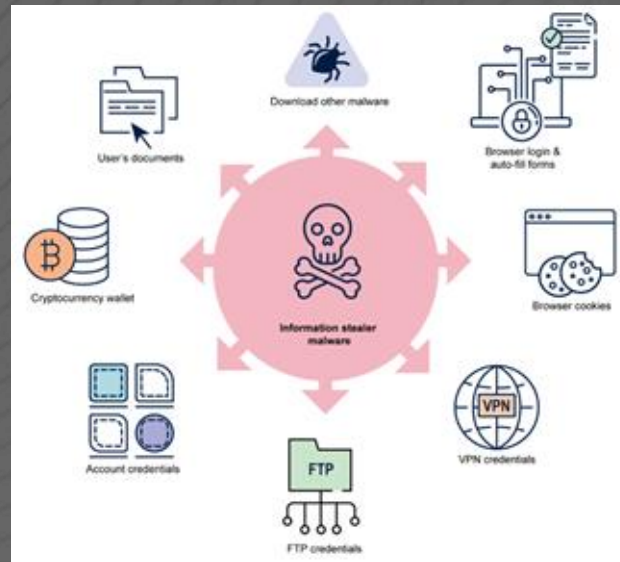 Download other malware
Browser login &
auto-fill forms
User's documents
Information stealer
malware
Cryptocurrency wallet
Browser cookies
Account credentials
VPN
VPN credentials
FTP
FTP credentials